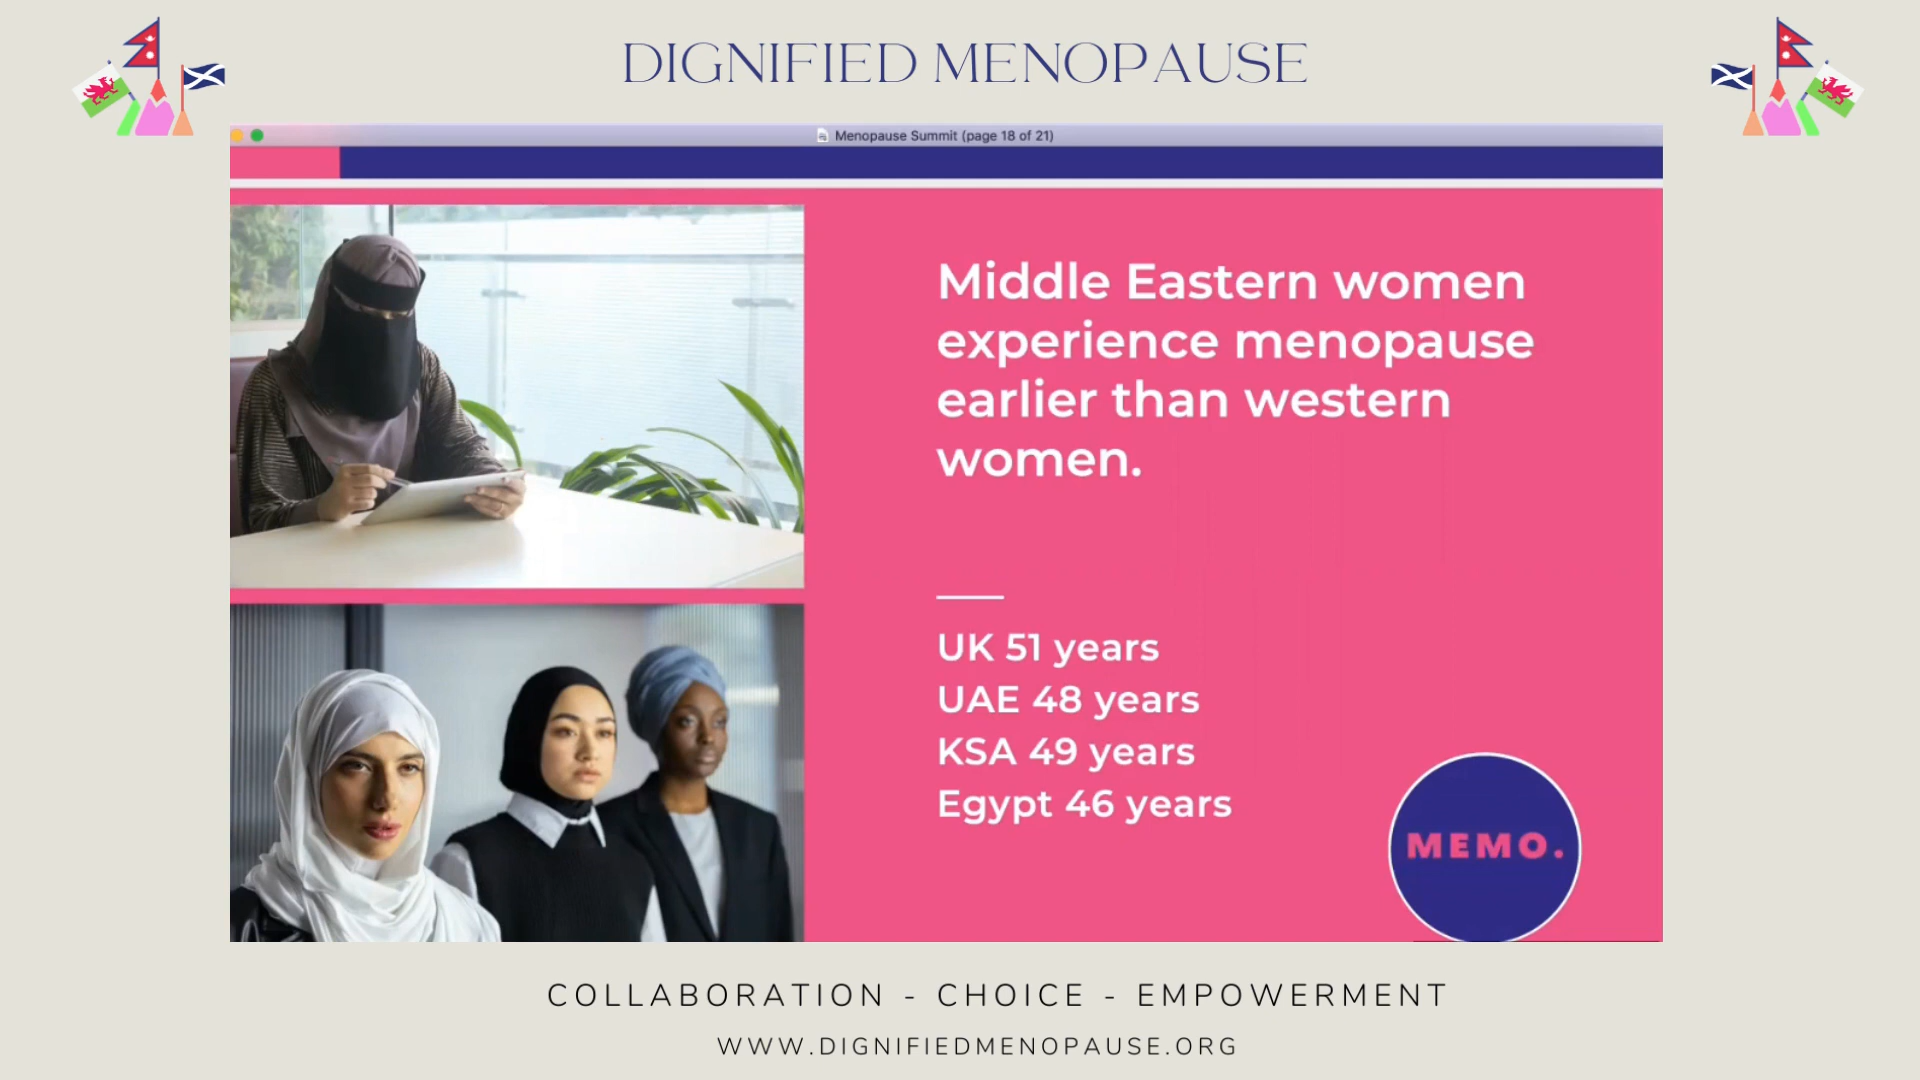 DIGNIFIED MENOPAUSE
Menopause Summit (page 18 of 21)
Middle Eastern women
experience menopause
earlier than western
women.
UK 51 years
UAE 48 years
KSA 49 years
Egypt 46 years
MEMO.
COLLABORATION - CHOICE - EMPOWERMENT
WWW.DIGNIFIEDMENOPAUSE.ORG